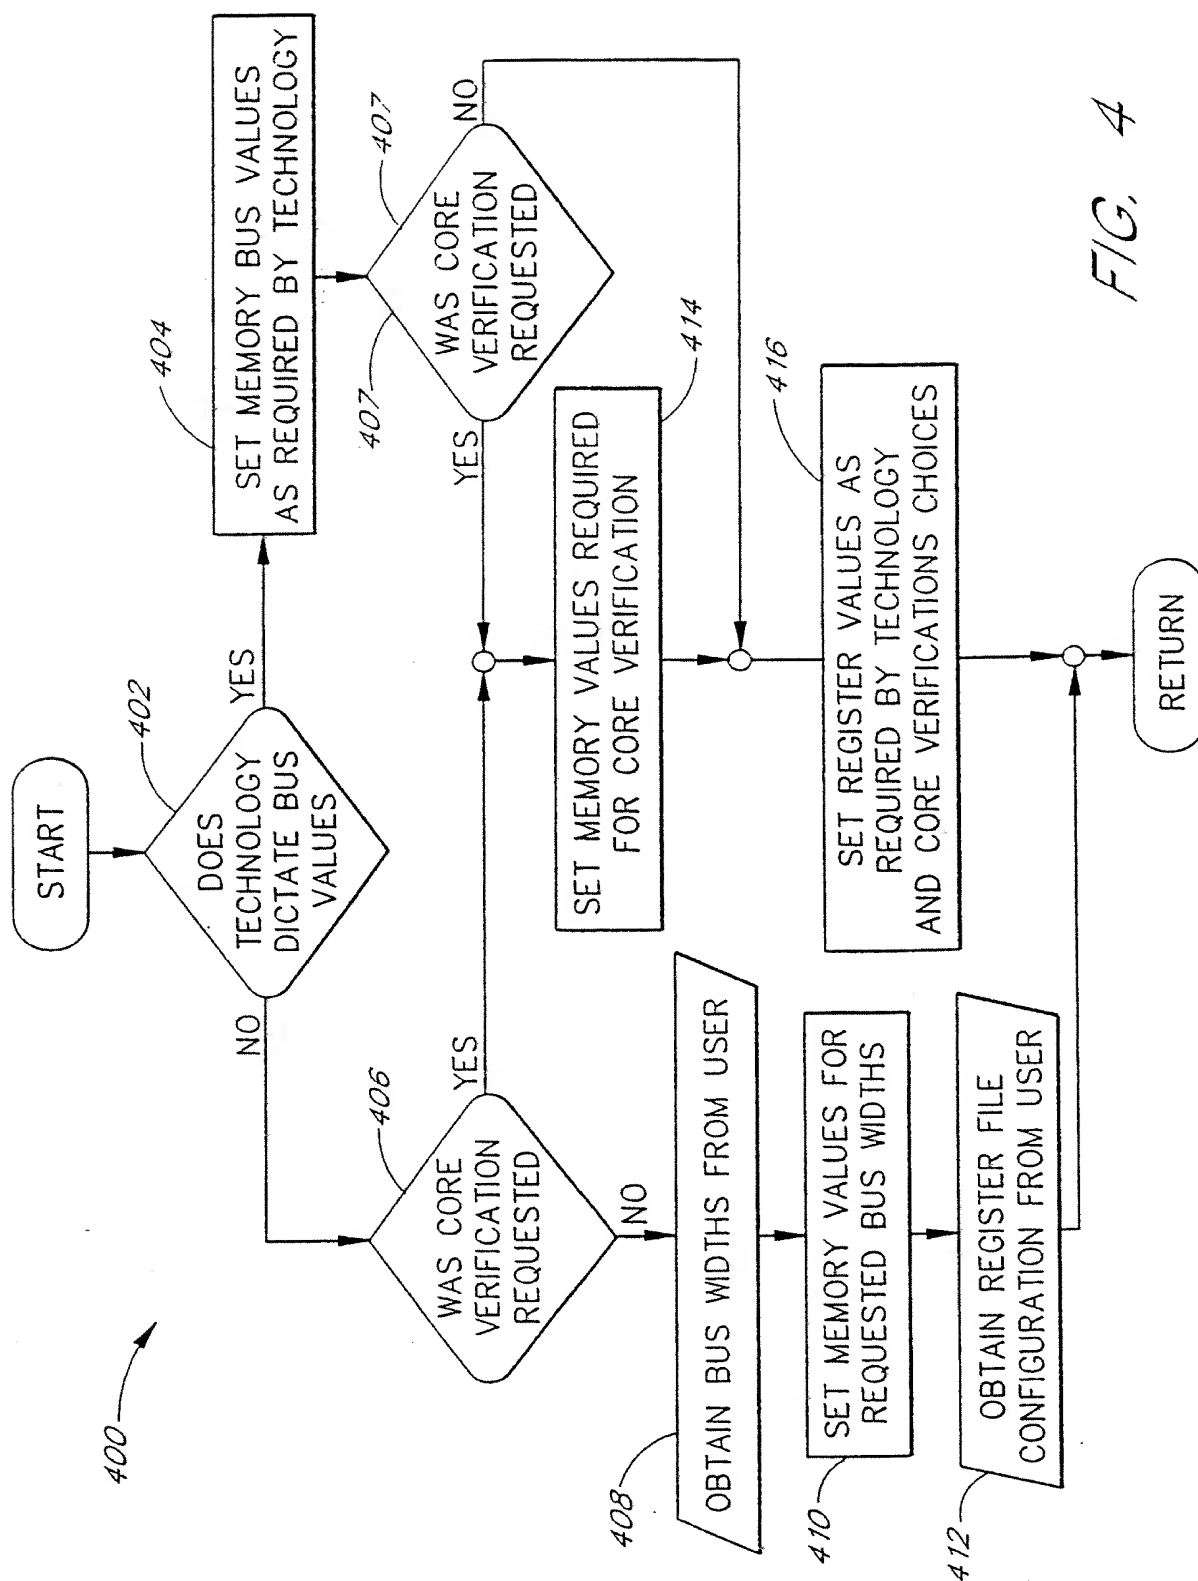 400
START
402
DOES
TECHNOLOGY
DICTATE BUS
VALUES
NO
YES
404
SET MEMORY BUS VALUES
AS REQUIRED BY TECHNOLOGY
406
WAS CORE
VERIFICATION
REQUESTED
YES
NO
407
407
WAS CORE
VERIFICATION
REQUESTED
YES
NO
408
OBTAIN BUS WIDTHS FROM USER
SET MEMORY VALUES REQUIRED
FOR CORE VERIFICATION
414
410
SET MEMORY VALUES FOR
REQUESTED BUS WIDTHS
416
SET REGISTER VALUES AS
REQUIRED BY TECHNOLOGY
AND CORE VERIFICATIONS CHOICES
412
OBTAIN REGISTER FILE
CONFIGURATION FROM USER
RETURN
FIG. 4